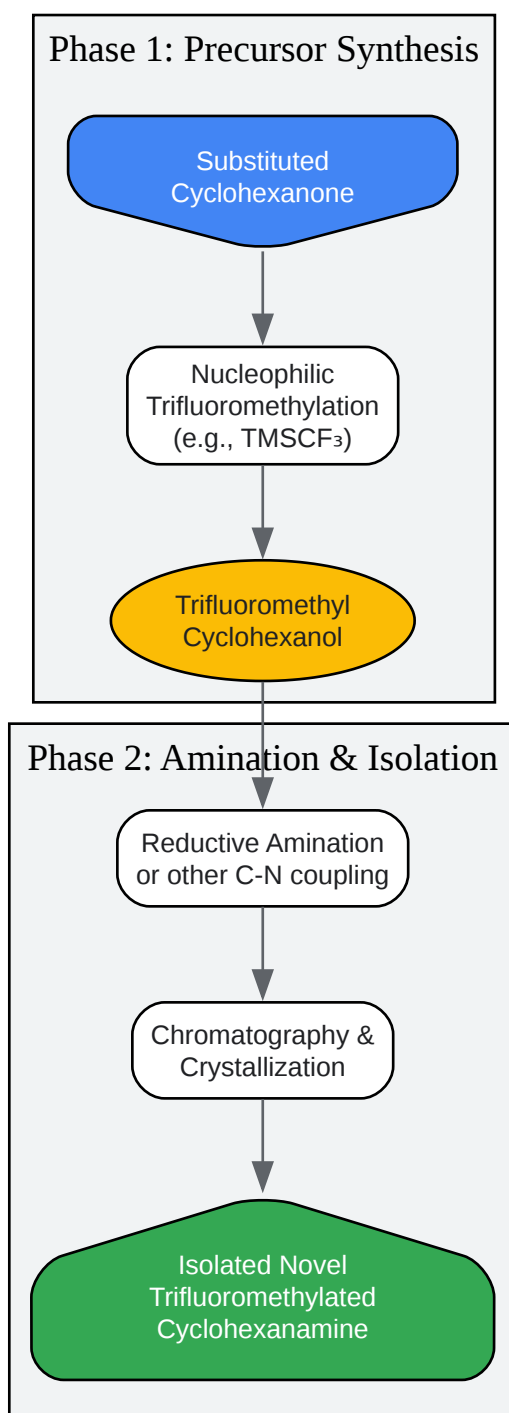 Phase 1: Precursor Synthesis
Substituted
Cyclohexanone
Nucleophilic
Trifluoromethylation
(e.g., TMSCF₃)
Trifluoromethyl
Cyclohexanol
Phase 2: Amination & Isolation
Reductive Amination
or other C-N coupling
Chromatography &
Crystallization
Isolated Novel
Trifluoromethylated
Cyclohexanamine